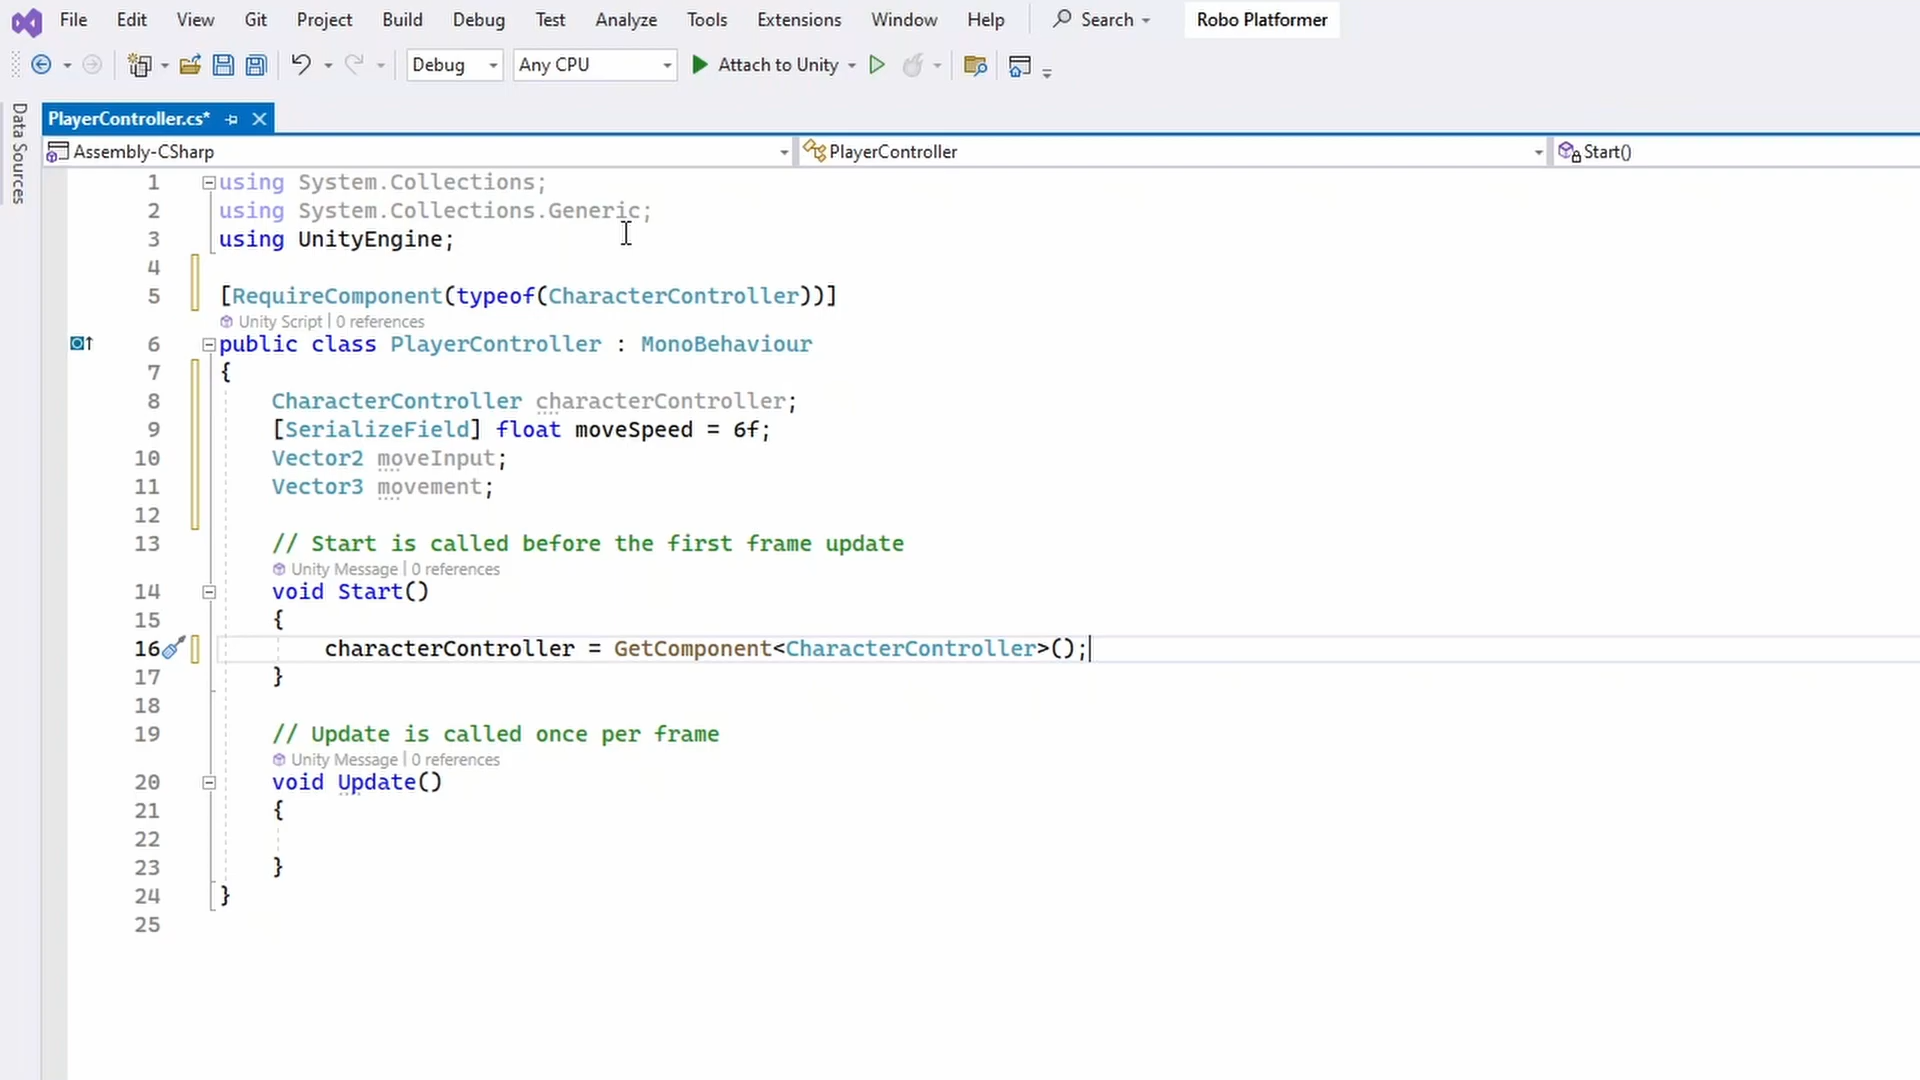 File Edit View Git Project Build Debug Test Analyze Tools Extensions Window Help Search Robo Platformer
Debug Any CPU Attach to Unity
Data Sources
PlayerController.cs*
Assembly-CSharp PlayerController Start()
1 using System.Collections;
2 using System.Collections.Generic;
3 using UnityEngine;
4
5 [RequireComponent(typeof(CharacterController))]
Unity Script | 0 references
6 public class PlayerController : MonoBehaviour
7 {
8 CharacterController characterController;
9 [SerializeField] float moveSpeed = 6f;
10 Vector2 moveInput;
11 Vector3 movement;
12
13 // Start is called before the first frame update
Unity Message | 0 references
14 void Start()
15 {
16 characterController = GetComponent<CharacterController>();
17 }
18
19 // Update is called once per frame
Unity Message | 0 references
20 void Update()
21 {
22
23 }
24 }
25